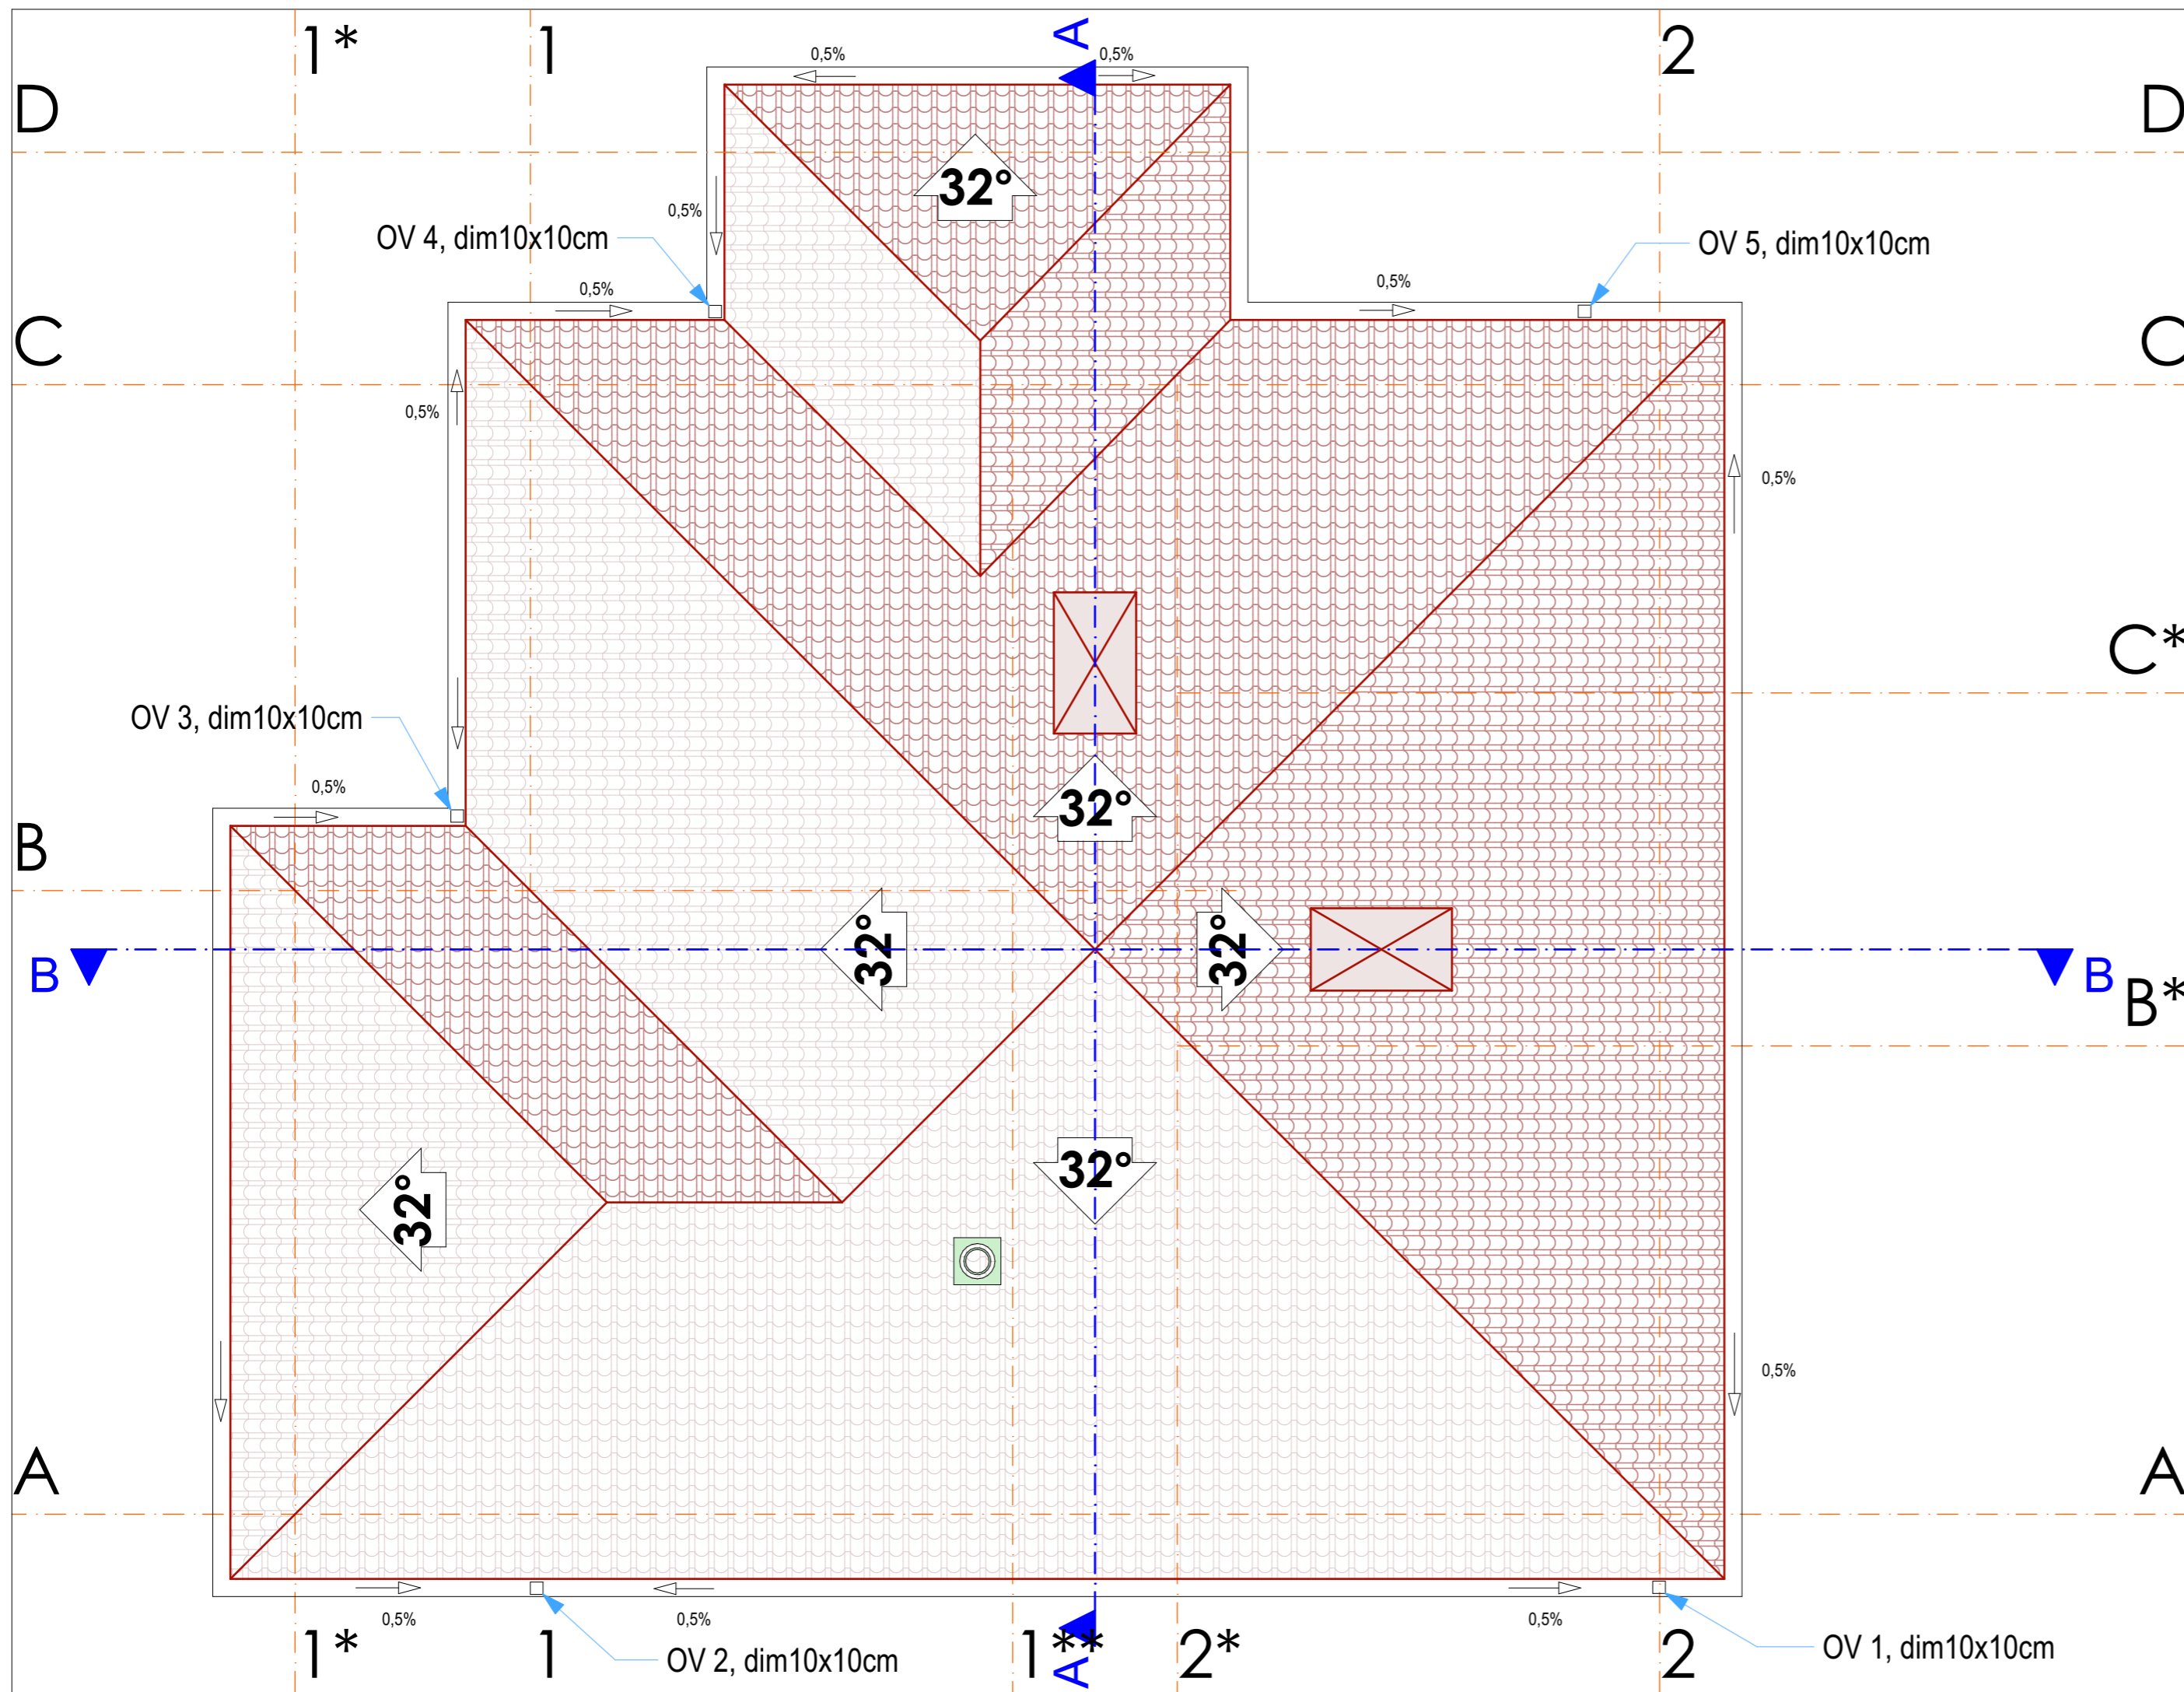 1*
1
A
2
0,5%
0,5%
D
D
32°
0,5%
OV 4, dim10x10cm
OV 5, dim10x10cm
0,5%
0,5%
C
C
0,5%
0,5%
C*
OV 3, dim10x10cm
0,5%
32°
B
32°
32°
B
B
B*
32°
32°
0,5%
A
A
0,5%
0,5%
0,5%
1*
1
OV 2, dim10x10cm
1**
A
2*
2
OV 1, dim10x10cm